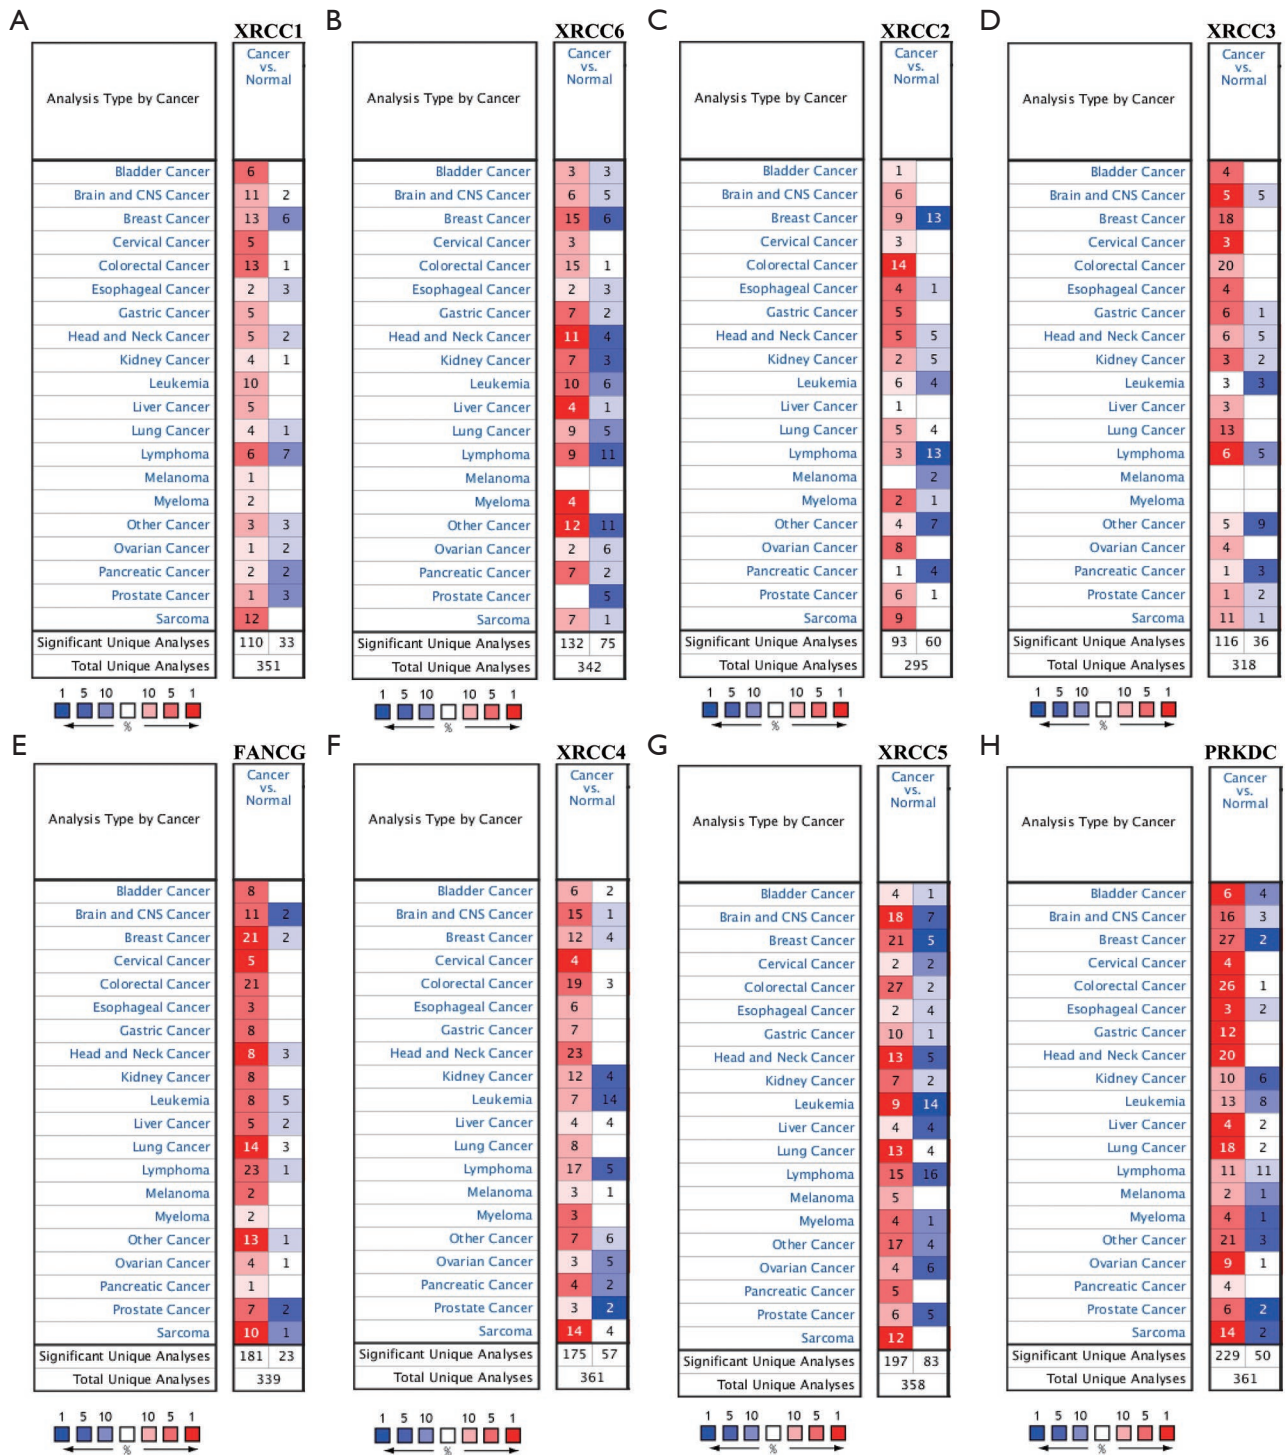 A
XRCC1
Analysis Type by Cancer
Cancer
vs.
Normal
Bladder Cancer 6
Brain and CNS Cancer 11 2
Breast Cancer 13 6
Cervical Cancer 5
Colorectal Cancer 13 1
Esophageal Cancer 2 3
Gastric Cancer 5
Head and Neck Cancer 5 2
Kidney Cancer 4 1
Leukemia 10
Liver Cancer 5
Lung Cancer 4 1
Lymphoma 6 7
Melanoma 1
Myeloma 2
Other Cancer 3 3
Ovarian Cancer 1 2
Pancreatic Cancer 2 2
Prostate Cancer 1 3
Sarcoma 12
Significant Unique Analyses 110 33
Total Unique Analyses 351
1 5 10 10 5 1
%
B
XRCC6
Analysis Type by Cancer
Cancer
vs.
Normal
Bladder Cancer 3 3
Brain and CNS Cancer 6 5
Breast Cancer 15 6
Cervical Cancer 3
Colorectal Cancer 15 1
Esophageal Cancer 2 3
Gastric Cancer 7 2
Head and Neck Cancer 11 4
Kidney Cancer 7 3
Leukemia 10 6
Liver Cancer 4 1
Lung Cancer 9 5
Lymphoma 9 11
Melanoma
Myeloma 4
Other Cancer 12 11
Ovarian Cancer 2 6
Pancreatic Cancer 7 2
Prostate Cancer 5
Sarcoma 7 1
Significant Unique Analyses 132 75
Total Unique Analyses 342
1 5 10 10 5 1
%
C
XRCC2
Analysis Type by Cancer
Cancer
vs.
Normal
Bladder Cancer 1
Brain and CNS Cancer 6
Breast Cancer 9 13
Cervical Cancer 3
Colorectal Cancer 14
Esophageal Cancer 4 1
Gastric Cancer 5
Head and Neck Cancer 5 5
Kidney Cancer 2 5
Leukemia 6 4
Liver Cancer 1
Lung Cancer 5 4
Lymphoma 3 13
Melanoma 2
Myeloma 2 1
Other Cancer 4 7
Ovarian Cancer 8
Pancreatic Cancer 1 4
Prostate Cancer 6 1
Sarcoma 9
Significant Unique Analyses 93 60
Total Unique Analyses 295
1 5 10 10 5 1
%
D
XRCC3
Analysis Type by Cancer
Cancer
vs.
Normal
Bladder Cancer 4
Brain and CNS Cancer 5 5
Breast Cancer 18
Cervical Cancer 3
Colorectal Cancer 20
Esophageal Cancer 4
Gastric Cancer 6 1
Head and Neck Cancer 6 5
Kidney Cancer 3 2
Leukemia 3 3
Liver Cancer 3
Lung Cancer 13
Lymphoma 6 5
Melanoma
Myeloma
Other Cancer 5 9
Ovarian Cancer 4
Pancreatic Cancer 1 3
Prostate Cancer 1 2
Sarcoma 11 1
Significant Unique Analyses 116 36
Total Unique Analyses 318
1 5 10 10 5 1
%
E
FANCG
Analysis Type by Cancer
Cancer
vs.
Normal
Bladder Cancer 8
Brain and CNS Cancer 11 2
Breast Cancer 21 2
Cervical Cancer 5
Colorectal Cancer 21
Esophageal Cancer 3
Gastric Cancer 8
Head and Neck Cancer 8 3
Kidney Cancer 8
Leukemia 8 5
Liver Cancer 5 2
Lung Cancer 14 3
Lymphoma 23 1
Melanoma 2
Myeloma 2
Other Cancer 13 1
Ovarian Cancer 4 1
Pancreatic Cancer 1
Prostate Cancer 7 2
Sarcoma 10 1
Significant Unique Analyses 181 23
Total Unique Analyses 339
1 5 10 10 5 1
%
F
XRCC4
Analysis Type by Cancer
Cancer
vs.
Normal
Bladder Cancer 6 2
Brain and CNS Cancer 15 1
Breast Cancer 12 4
Cervical Cancer 4
Colorectal Cancer 19 3
Esophageal Cancer 6
Gastric Cancer 7
Head and Neck Cancer 23
Kidney Cancer 12 4
Leukemia 7 14
Liver Cancer 4 4
Lung Cancer 8
Lymphoma 17 5
Melanoma 3 1
Myeloma 3
Other Cancer 7 6
Ovarian Cancer 3 5
Pancreatic Cancer 4 2
Prostate Cancer 3 2
Sarcoma 14 4
Significant Unique Analyses 175 57
Total Unique Analyses 361
1 5 10 10 5 1
%
G
XRCC5
Analysis Type by Cancer
Cancer
vs.
Normal
Bladder Cancer 4 1
Brain and CNS Cancer 18 7
Breast Cancer 21 5
Cervical Cancer 2 2
Colorectal Cancer 27 2
Esophageal Cancer 2 4
Gastric Cancer 10 1
Head and Neck Cancer 13 5
Kidney Cancer 7 2
Leukemia 9 14
Liver Cancer 4 4
Lung Cancer 13 4
Lymphoma 15 16
Melanoma 5
Myeloma 4 1
Other Cancer 17 4
Ovarian Cancer 4 6
Pancreatic Cancer 5
Prostate Cancer 6 5
Sarcoma 12
Significant Unique Analyses 197 83
Total Unique Analyses 358
1 5 10 10 5 1
%
H
PRKDC
Analysis Type by Cancer
Cancer
vs.
Normal
Bladder Cancer 6 4
Brain and CNS Cancer 16 3
Breast Cancer 27 2
Cervical Cancer 4
Colorectal Cancer 26 1
Esophageal Cancer 3 2
Gastric Cancer 12
Head and Neck Cancer 20
Kidney Cancer 10 6
Leukemia 13 8
Liver Cancer 4 2
Lung Cancer 18 2
Lymphoma 11 11
Melanoma 2 1
Myeloma 4 1
Other Cancer 21 3
Ovarian Cancer 9 1
Pancreatic Cancer 4
Prostate Cancer 6 2
Sarcoma 14 2
Significant Unique Analyses 229 50
Total Unique Analyses 361
1 5 10 10 5 1
%